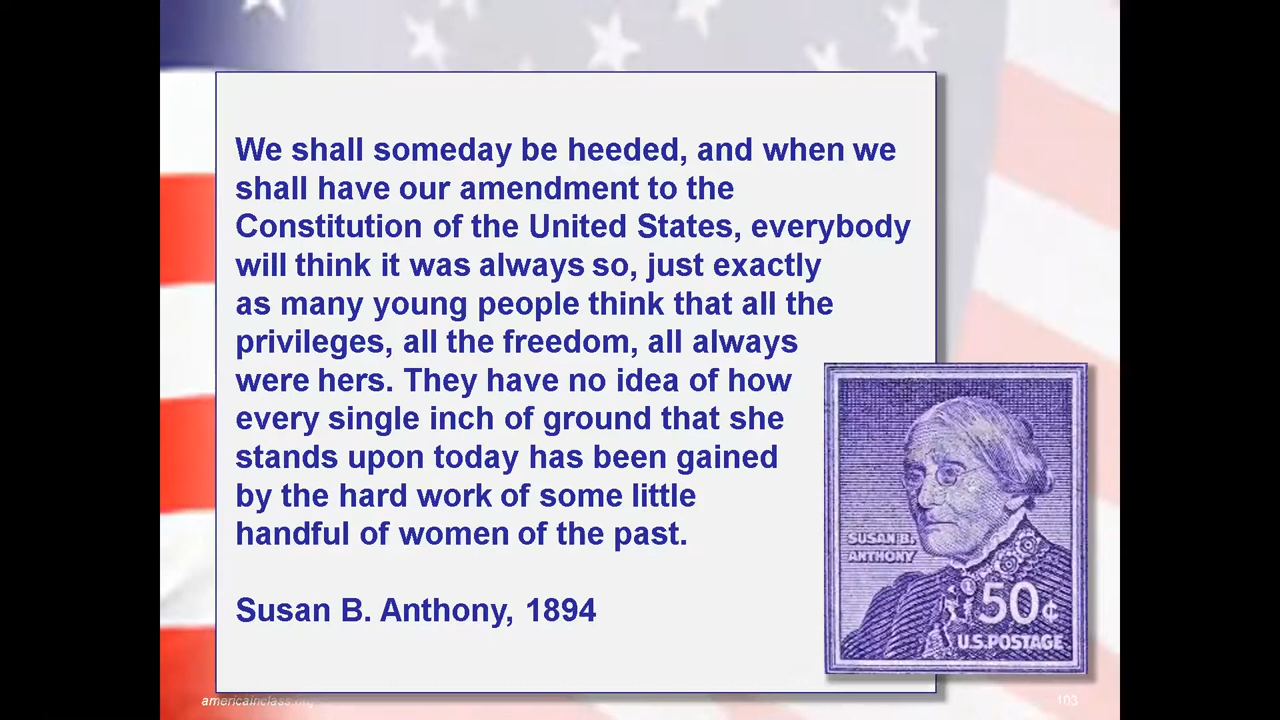 We shall someday be heeded, and when we
shall have our amendment to the
Constitution of the United States, everybody
will think it was always so, just exactly
as many young people think that all the
privileges, all the freedom, all always
were hers. They have no idea of how
every single inch of ground that she
stands upon today has been gained
by the hard work of some little
handful of women of the past.
Susan B. Anthony, 1894
SUSAN B.
ANTHONY
50¢
U.S. POSTAGE
103